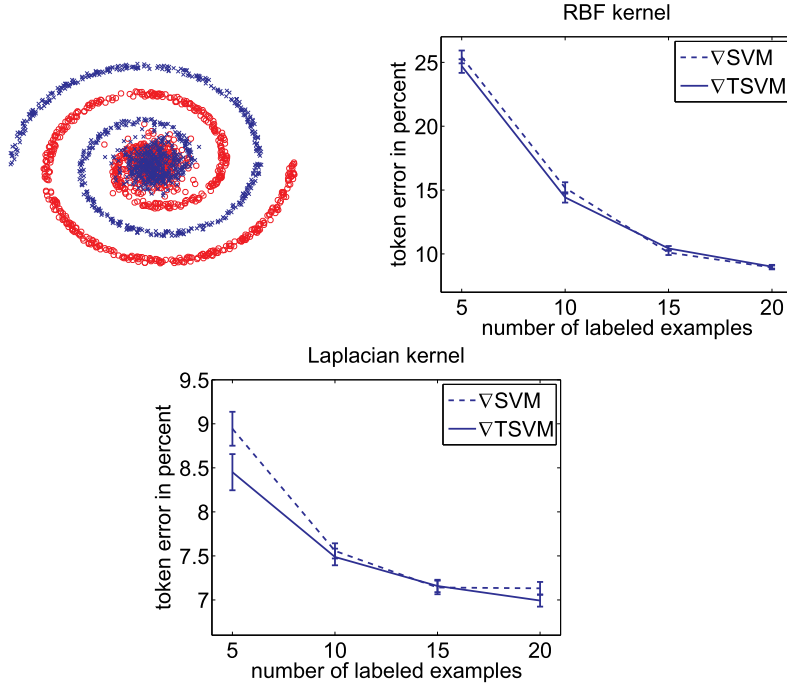 RBF kernel
25
20
15
10
∇SVM
∇TSVM
token error in percent
5 10 15 20
number of labeled examples
Laplacian kernel
9.5
9
8.5
8
7.5
7
∇SVM
∇TSVM
token error in percent
5 10 15 20
number of labeled examples